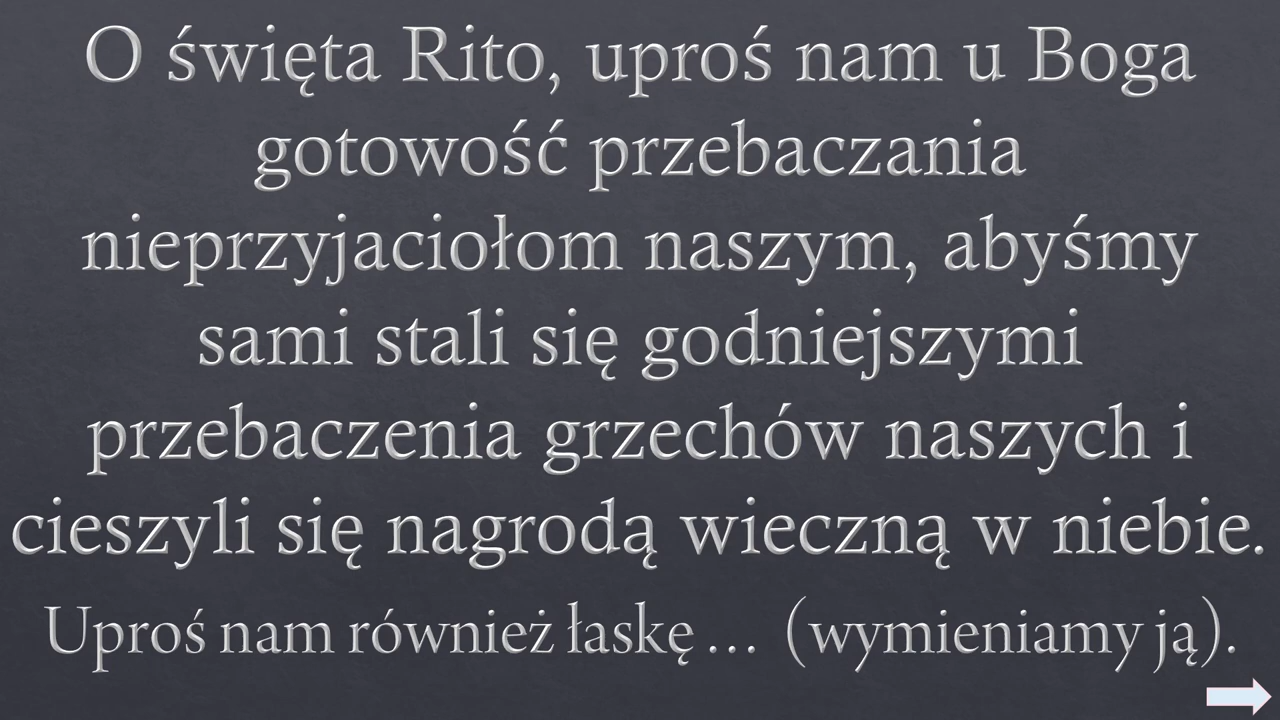 O święta Rito, uproś nam u Boga
gotowość przebaczania
nieprzyjaciołom naszym, abyśmy
sami stali się godniejszymi
przebaczenia grzechów naszych i
cieszyli się nagrodą wieczną w niebie.
Uproś nam również łaskę … (wymieniamy ją).